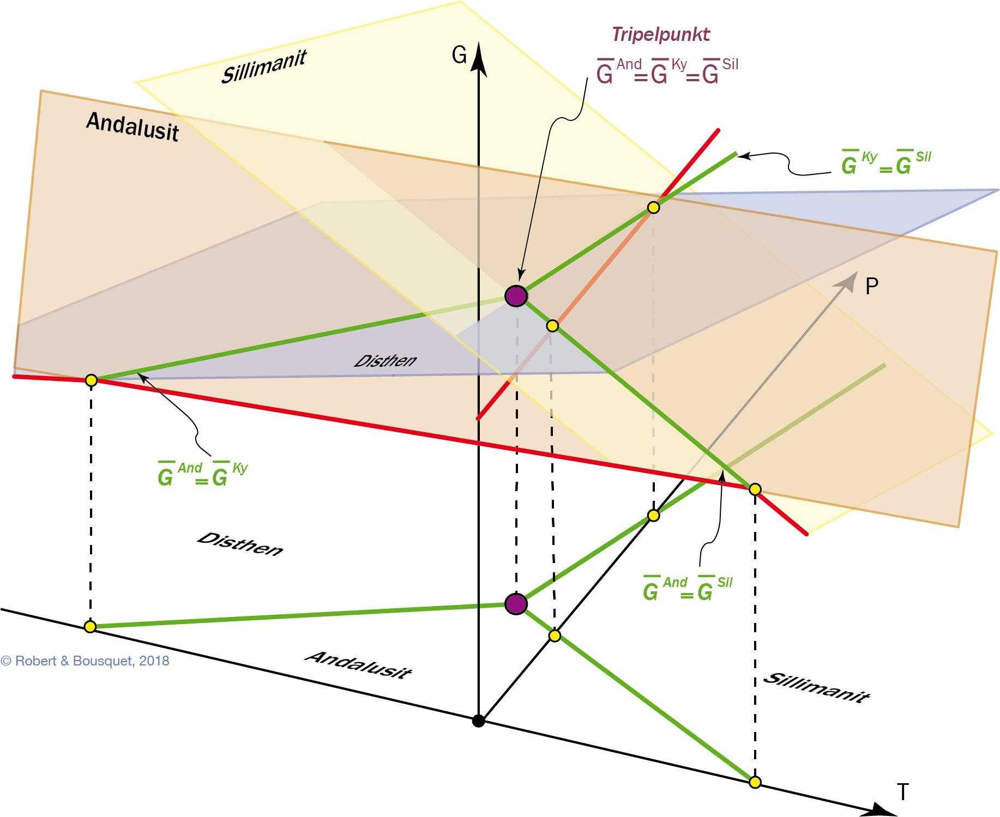 Tripelpunkt
G̅ And = G̅ Ky = G̅ Sil
G
Sillimanit
Andalusit
G̅ Ky = G̅ Sil
P
Disthen
G̅ And = G̅ Ky
Disthen
G̅ And = G̅ Sil
Andalusit
© Robert & Bousquet, 2018
Sillimanit
T